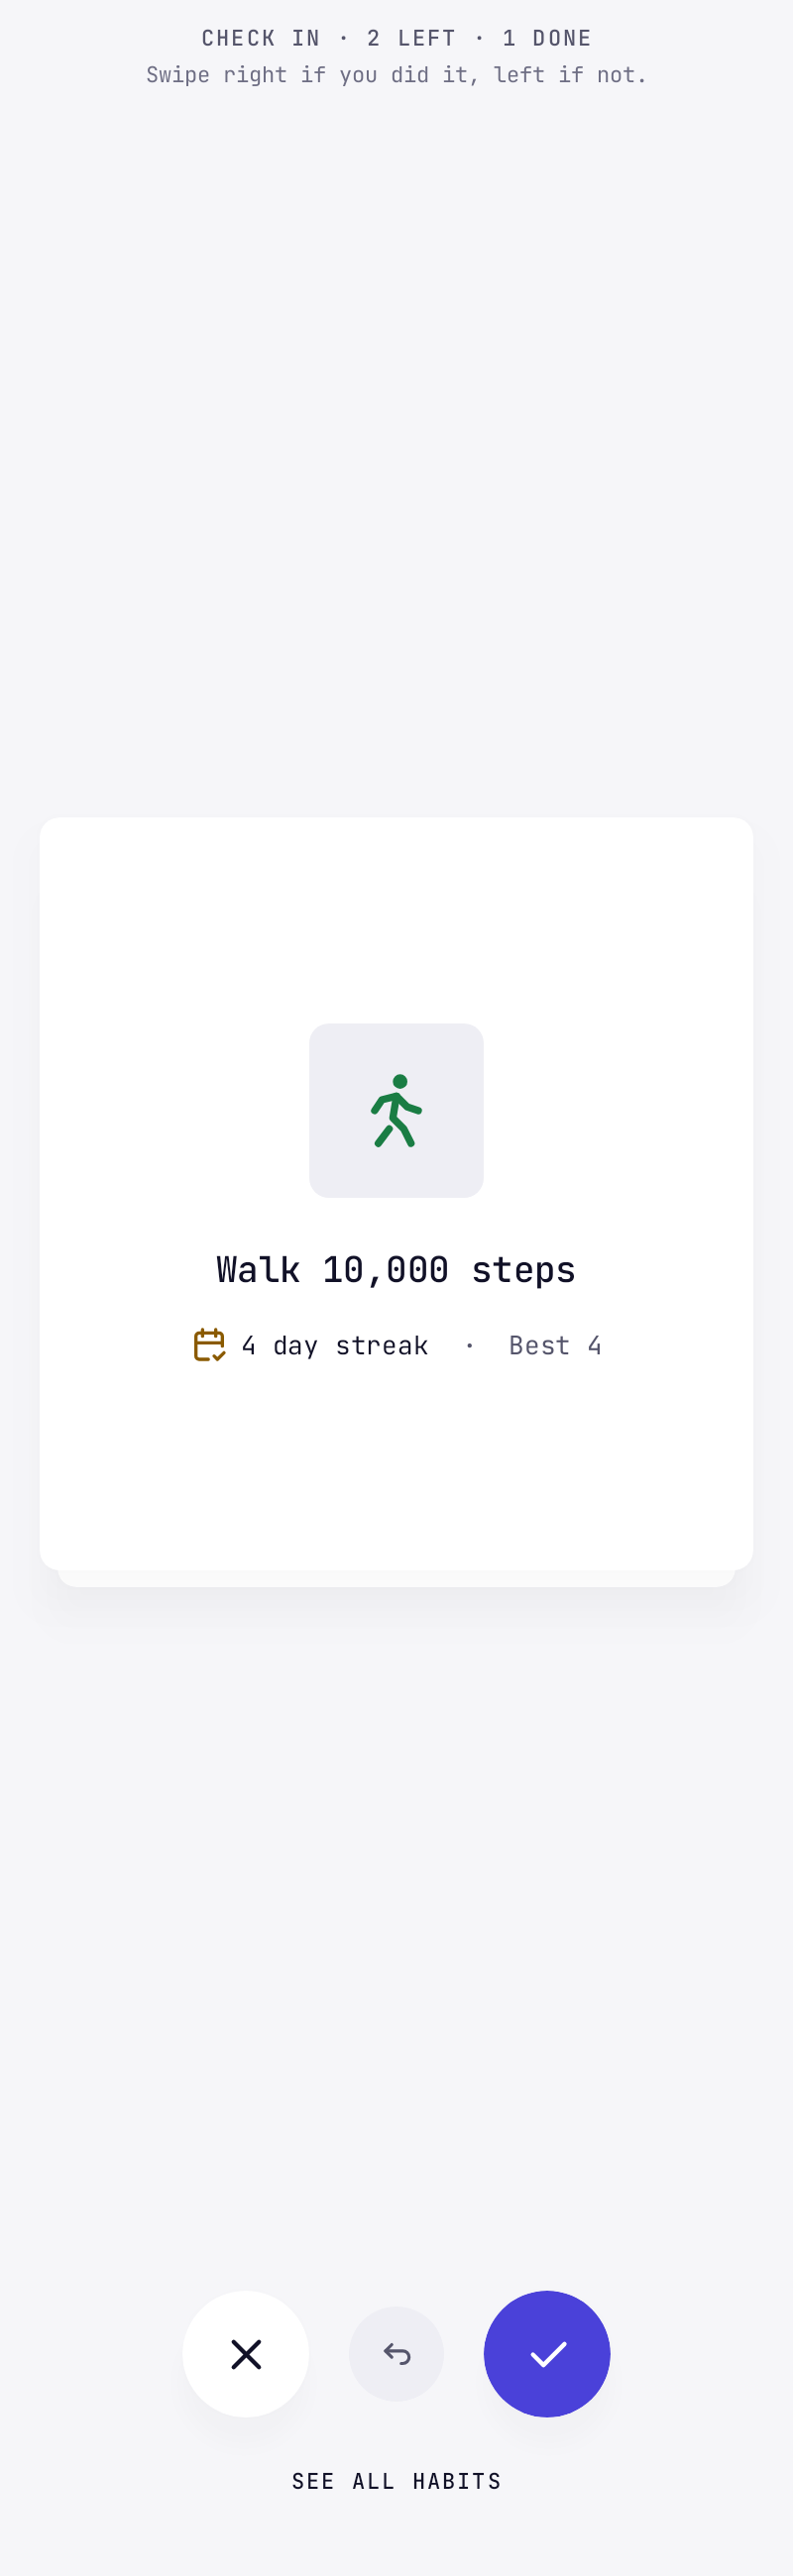 CHECK IN · 2 LEFT · 1 DONE
Swipe right if you did it, left if not.
Walk 10,000 steps
4 day streak · Best 4
SEE ALL HABITS